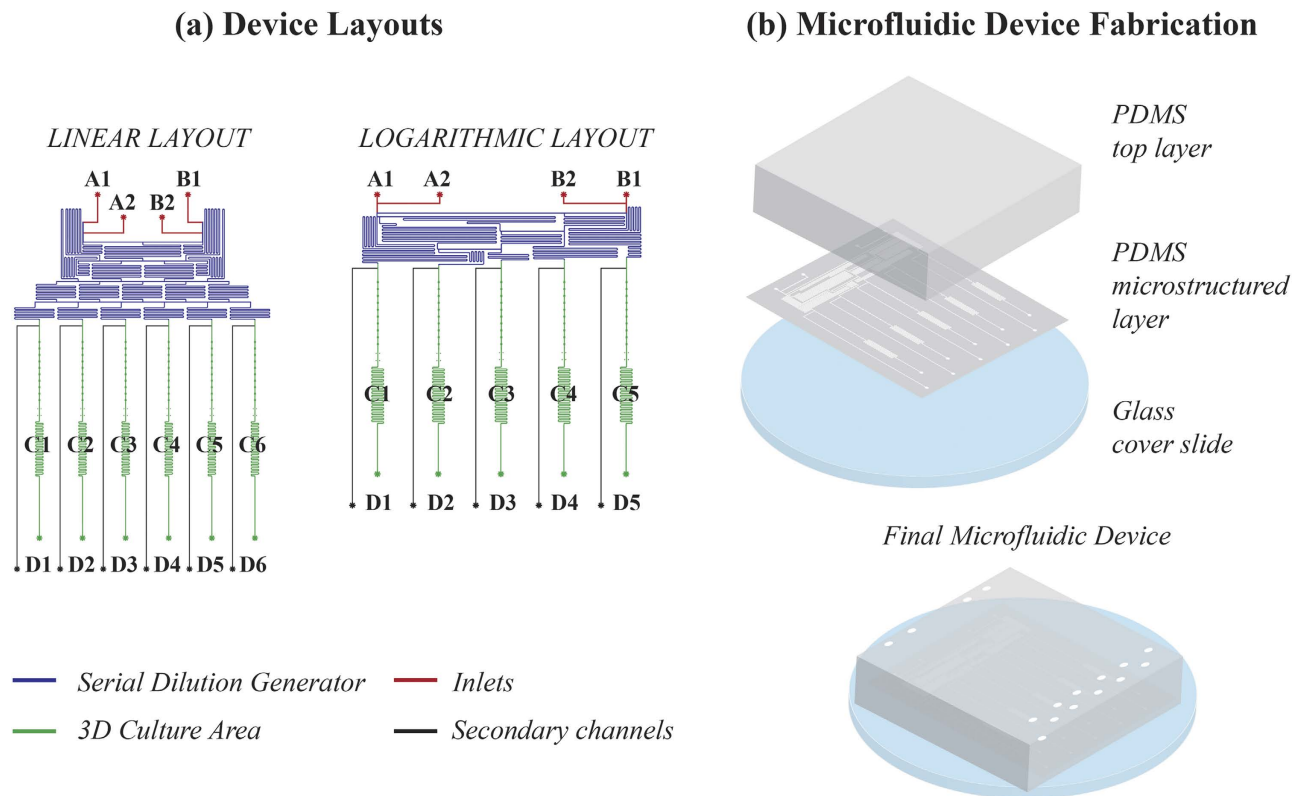 (a) Device Layouts
LINEAR LAYOUT
A1
B1
A2
B2
C1
C2
C3
C4
C5
C6
D1
D2
D3
D4
D5
D6
LOGARITHMIC LAYOUT
A1
A2
B2
B1
C1
C2
C3
C4
C5
D1
D2
D3
D4
D5
Serial Dilution Generator
Inlets
3D Culture Area
Secondary channels
(b) Microfluidic Device Fabrication
PDMS
top layer
PDMS
microstructured
layer
Glass
cover slide
Final Microfluidic Device